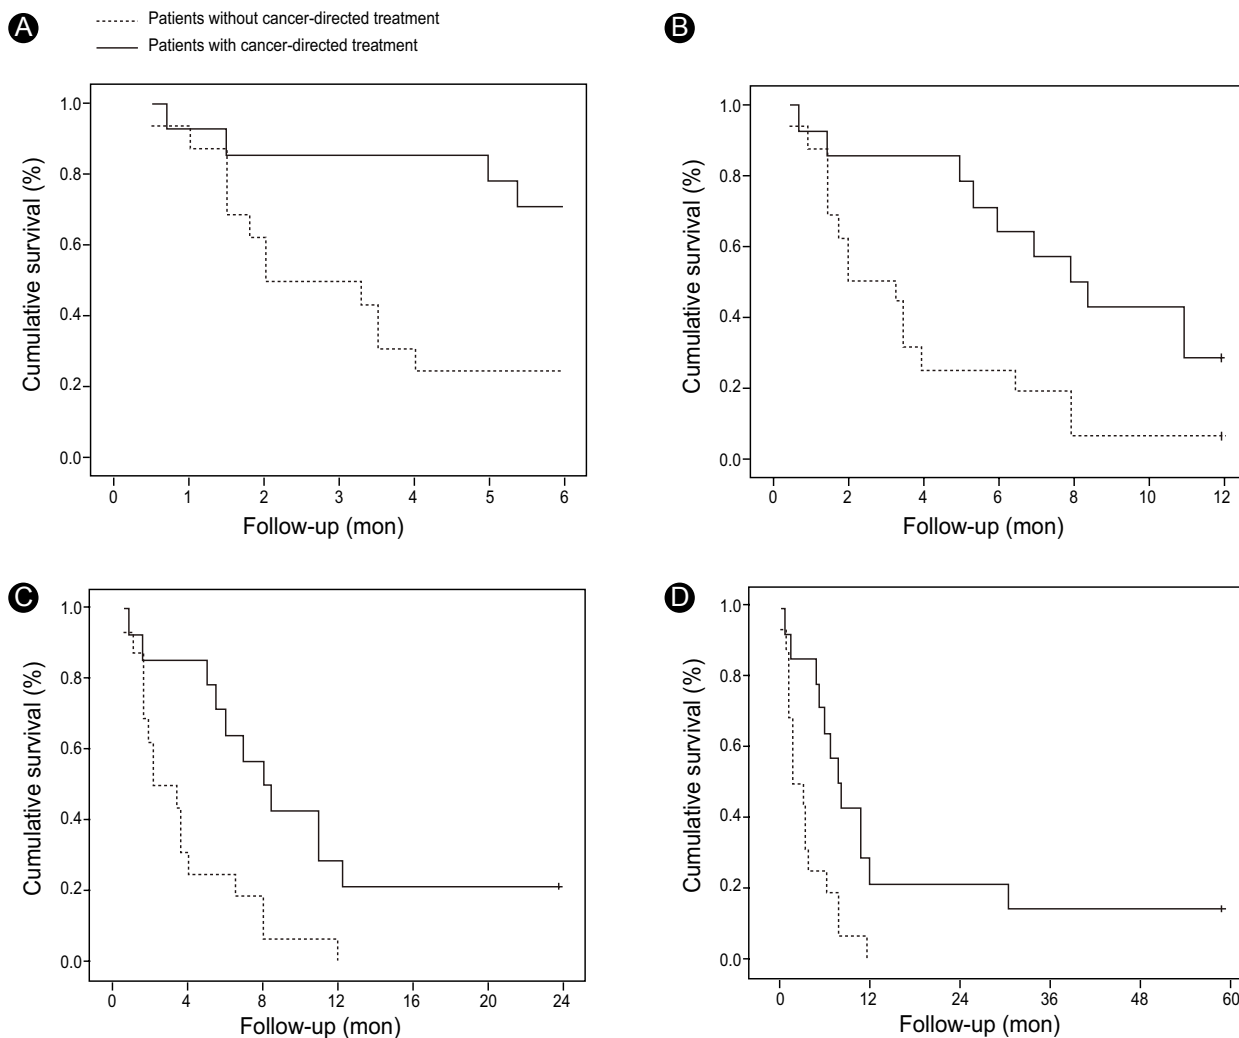 A
Patients without cancer-directed treatment
Patients with cancer-directed treatment
1.0
0.8
0.6
0.4
0.2
0.0
Cumulative survival (%)
0 1 2 3 4 5 6
Follow-up (mon)
B
1.0
0.8
0.6
0.4
0.2
0.0
Cumulative survival (%)
0 2 4 6 8 10 12
Follow-up (mon)
C
1.0
0.8
0.6
0.4
0.2
0.0
Cumulative survival (%)
0 4 8 12 16 20 24
Follow-up (mon)
D
1.0
0.8
0.6
0.4
0.2
0.0
Cumulative survival (%)
0 12 24 36 48 60
Follow-up (mon)